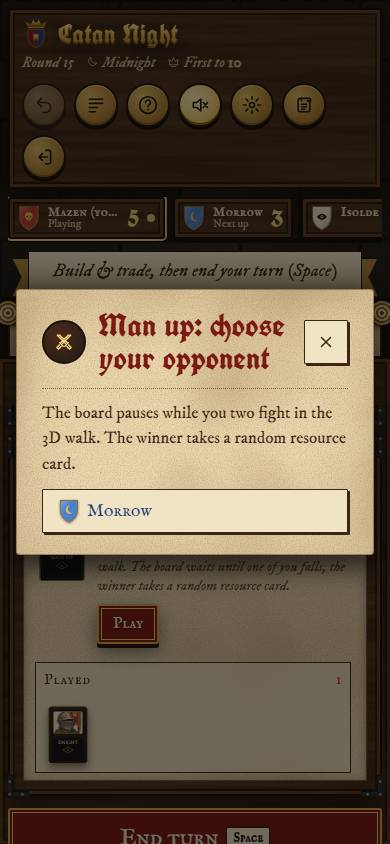 Catan Night
Round 15 Midnight First to 10
Mazen (yo... Playing 5
Morrow Next up 3
Isolde
Build & trade, then end your turn (Space)
Man up: choose
your opponent
The board pauses while you two fight in the
3D walk. The winner takes a random resource
card.
Morrow
walk. The board waits until one of you falls; the
winner takes a random resource card.
Play
Played 1
KNIGHT
End turn Space